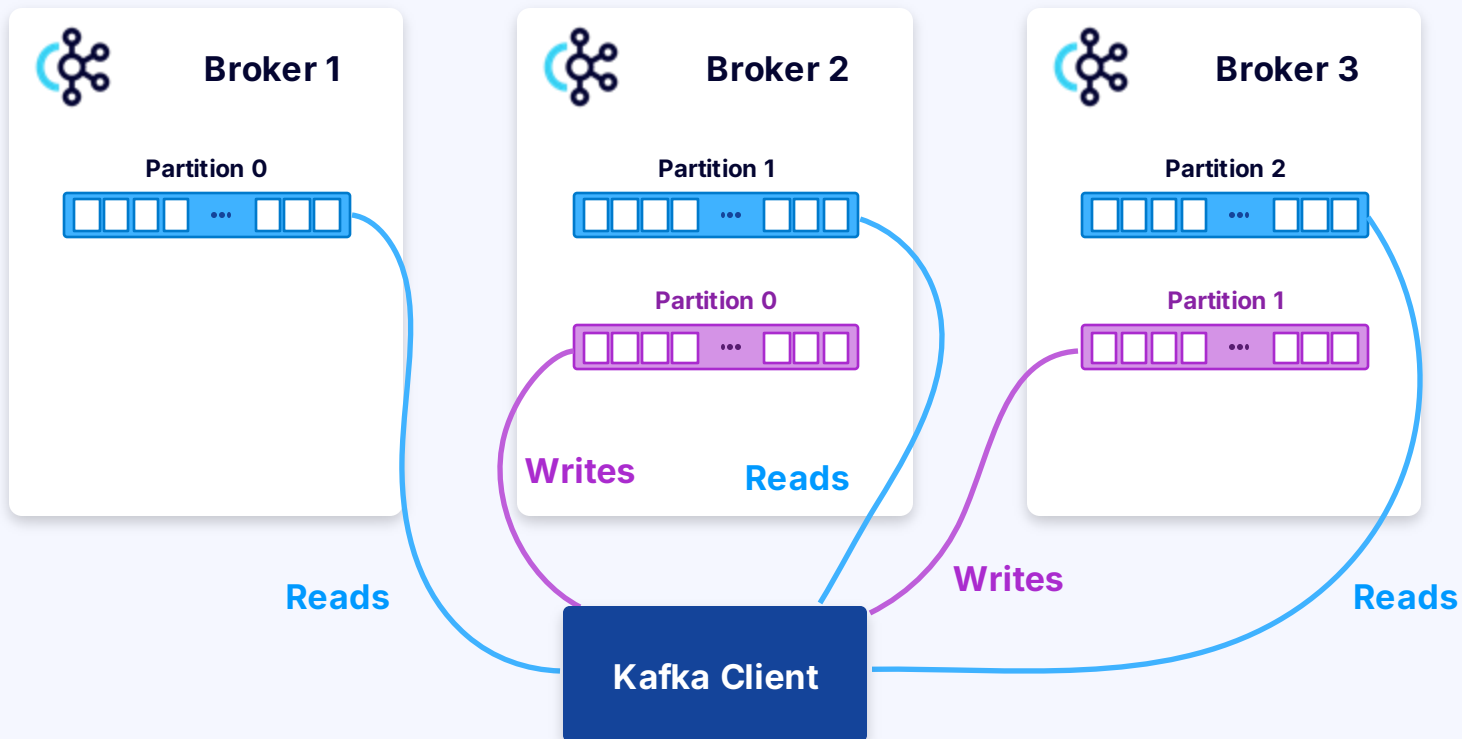 Broker 1
Broker 2
Broker 3
Partition 0
Partition 1
Partition 2
Partition 0
Partition 1
Writes
Reads
Writes
Reads
Reads
Kafka Client